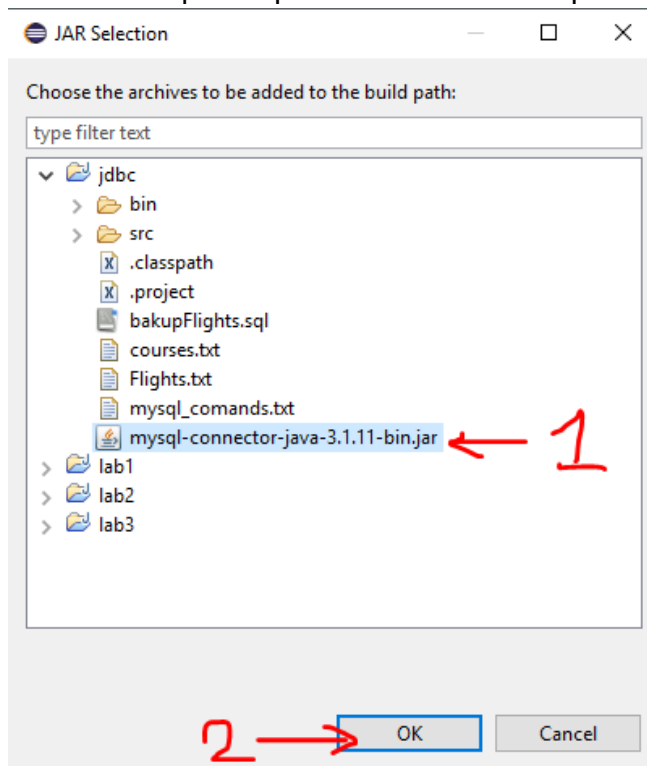 JAR Selection
Choose the archives to be added to the build path:
type filter text
jdbc
bin
src
.classpath
.project
bakupFlights.sql
courses.txt
Flights.txt
mysql_comands.txt
mysql-connector-java-3.1.11-bin.jar 1
lab1
lab2
lab3
2 OK Cancel